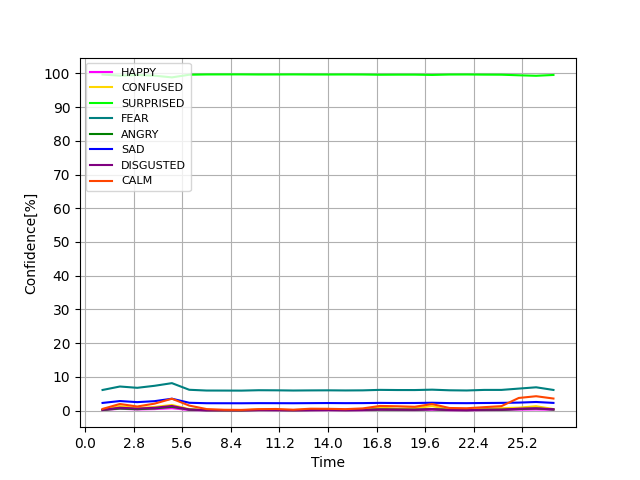 100
90
80
70
60
50
40
30
20
10
0
Confidence[%]
HAPPY
CONFUSED
SURPRISED
FEAR
ANGRY
SAD
DISGUSTED
CALM
0.0 2.8 5.6 8.4 11.2 14.0 16.8 19.6 22.4 25.2
Time